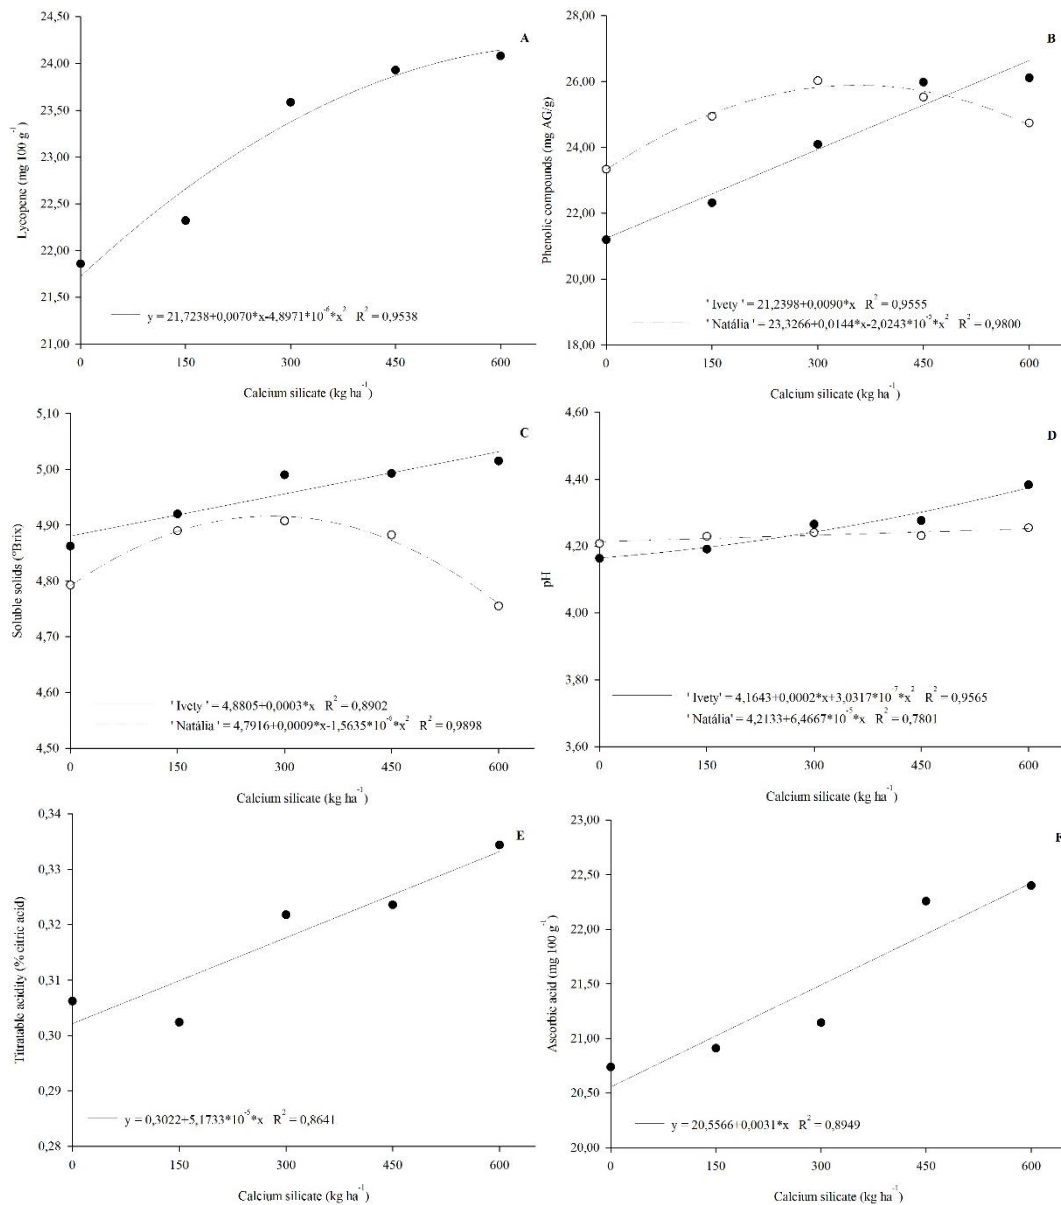 A
24,50
24,00
23,50
23,00
22,50
22,00
21,50
21,00
Lycopene (mg 100 g⁻¹)
y = 21,7238+0,0070*x-4,8971*10⁻⁶*x² R² = 0,9538
0 150 300 450 600
Calcium silicate (kg ha⁻¹)
B
28,00
26,00
24,00
22,00
20,00
18,00
Phenolic compounds (mg AG/g)
' Ivety ' = 21,2398+0,0090*x R² = 0,9555
' Natália ' = 23,3266+0,0144*x-2,0243*10⁻⁵*x² R² = 0,9800
0 150 300 450 600
Calcium silicate (kg ha⁻¹)
C
5,10
5,00
4,90
4,80
4,70
4,60
4,50
Soluble solids (°Brix)
' Ivety ' = 4,8805+0,0003*x R² = 0,8902
' Natália ' = 4,7916+0,0009*x-1,5635*10⁻⁶*x² R² = 0,9898
0 150 300 450 600
Calcium silicate (kg ha⁻¹)
D
4,60
4,40
4,20
4,00
3,80
3,60
pH
' Ivety' = 4,1643+0,0002*x+3,0317*10⁻⁷*x² R² = 0,9565
' Natália' = 4,2133+6,4667*10⁻⁵*x R² = 0,7801
0 150 300 450 600
Calcium silicate (kg ha⁻¹)
E
0,34
0,33
0,32
0,31
0,30
0,29
0,28
Titratable acidity (% citric acid)
y = 0,3022+5,1733*10⁻⁵*x R² = 0,8641
0 150 300 450 600
Calcium silicate (kg ha⁻¹)
F
23,00
22,50
22,00
21,50
21,00
20,50
20,00
Ascorbic acid (mg 100 g⁻¹)
y = 20,5566+0,0031*x R² = 0,8949
0 150 300 450 600
Calcium silicate (kg ha⁻¹)